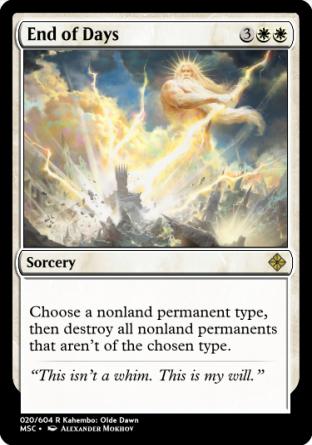 End of Days 3
Sorcery
Choose a nonland permanent type,
then destroy all nonland permanents
that aren't of the chosen type.
“This isn't a whim. This is my will.”
020/604 R Kahembo: Olde Dawn
MSC • Alexander Mokhov